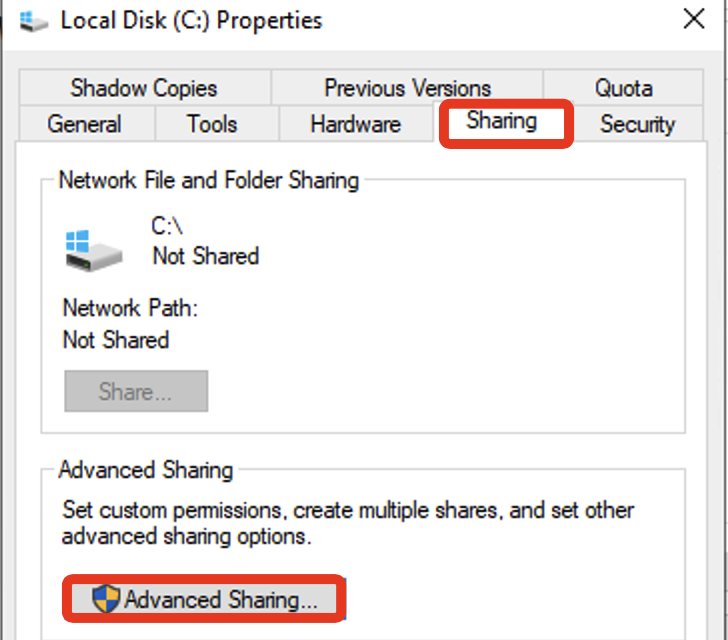 Local Disk (C:) Properties
Shadow Copies
Previous Versions
Quota
General
Tools
Hardware
Sharing
Security
Network File and Folder Sharing
C:\
Not Shared
Network Path:
Not Shared
Share...
Advanced Sharing
Set custom permissions, create multiple shares, and set other
advanced sharing options.
Advanced Sharing...